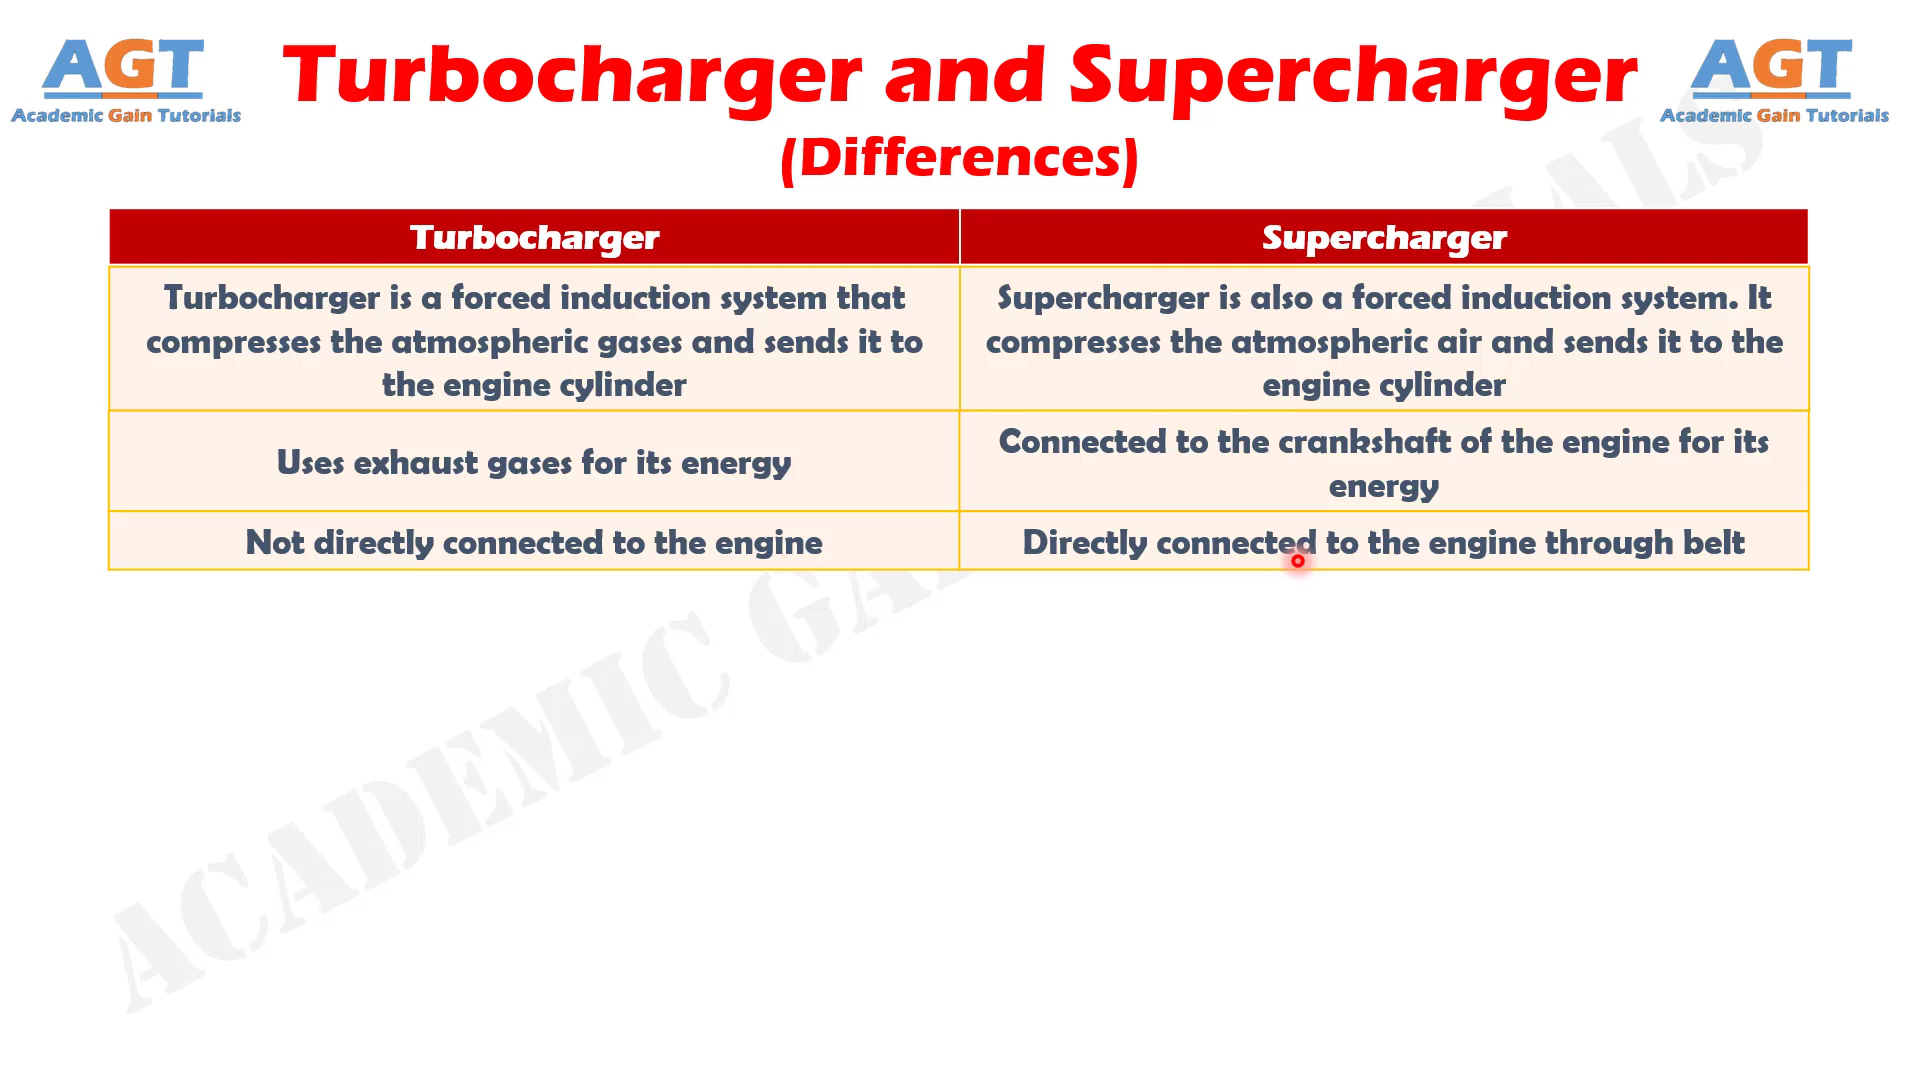 AGT
Academic Gain Tutorials
Turbocharger and Supercharger
(Differences)
AGT
Academic Gain Tutorials
Turbocharger
Supercharger
Turbocharger is a forced induction system that
compresses the atmospheric gases and sends it to
the engine cylinder
Supercharger is also a forced induction system. It
compresses the atmospheric air and sends it to the
engine cylinder
Uses exhaust gases for its energy
Connected to the crankshaft of the engine for its
energy
Not directly connected to the engine
Directly connected to the engine through belt